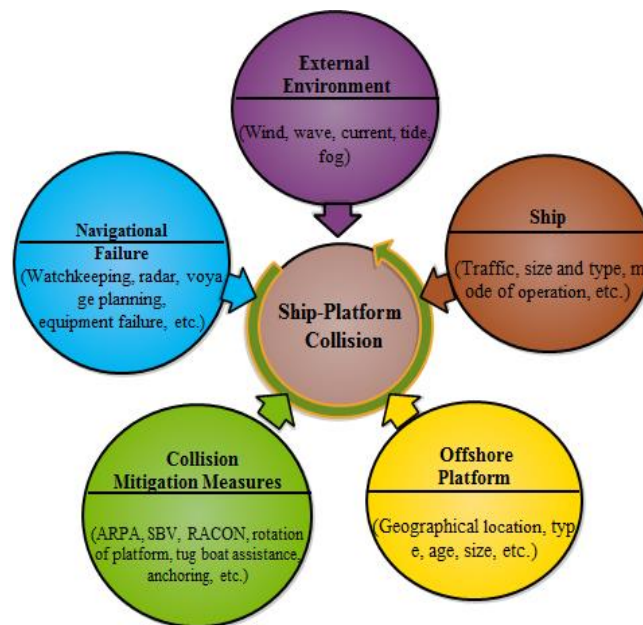 External
Environment
(Wind, wave, current, tide,
fog)
Navigational
Failure
(Watchkeeping, radar, voya
ge planning,
equipment failure, etc.)
Ship
(Traffic, size and type, m
ode of operation, etc.)
Ship-Platform
Collision
Collision
Mitigation Measures
(ARPA, SBV, RACON, rotation
of platform, tug boat assistance,
anchoring, etc.)
Offshore
Platform
(Geographical location, typ
e, age, size, etc.)